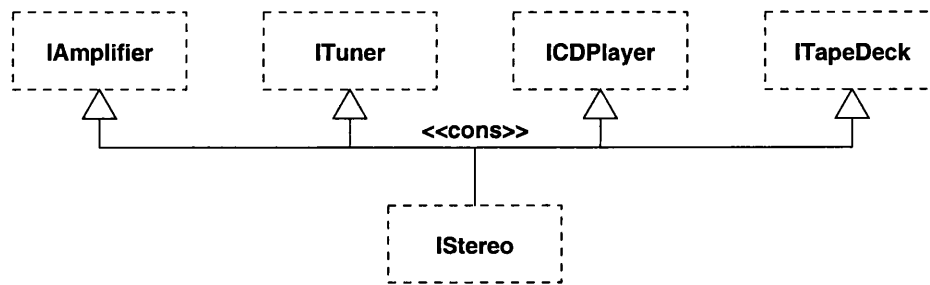 IAmplifier
ITuner
ICDPlayer
ITapeDeck
<<cons>>
IStereo